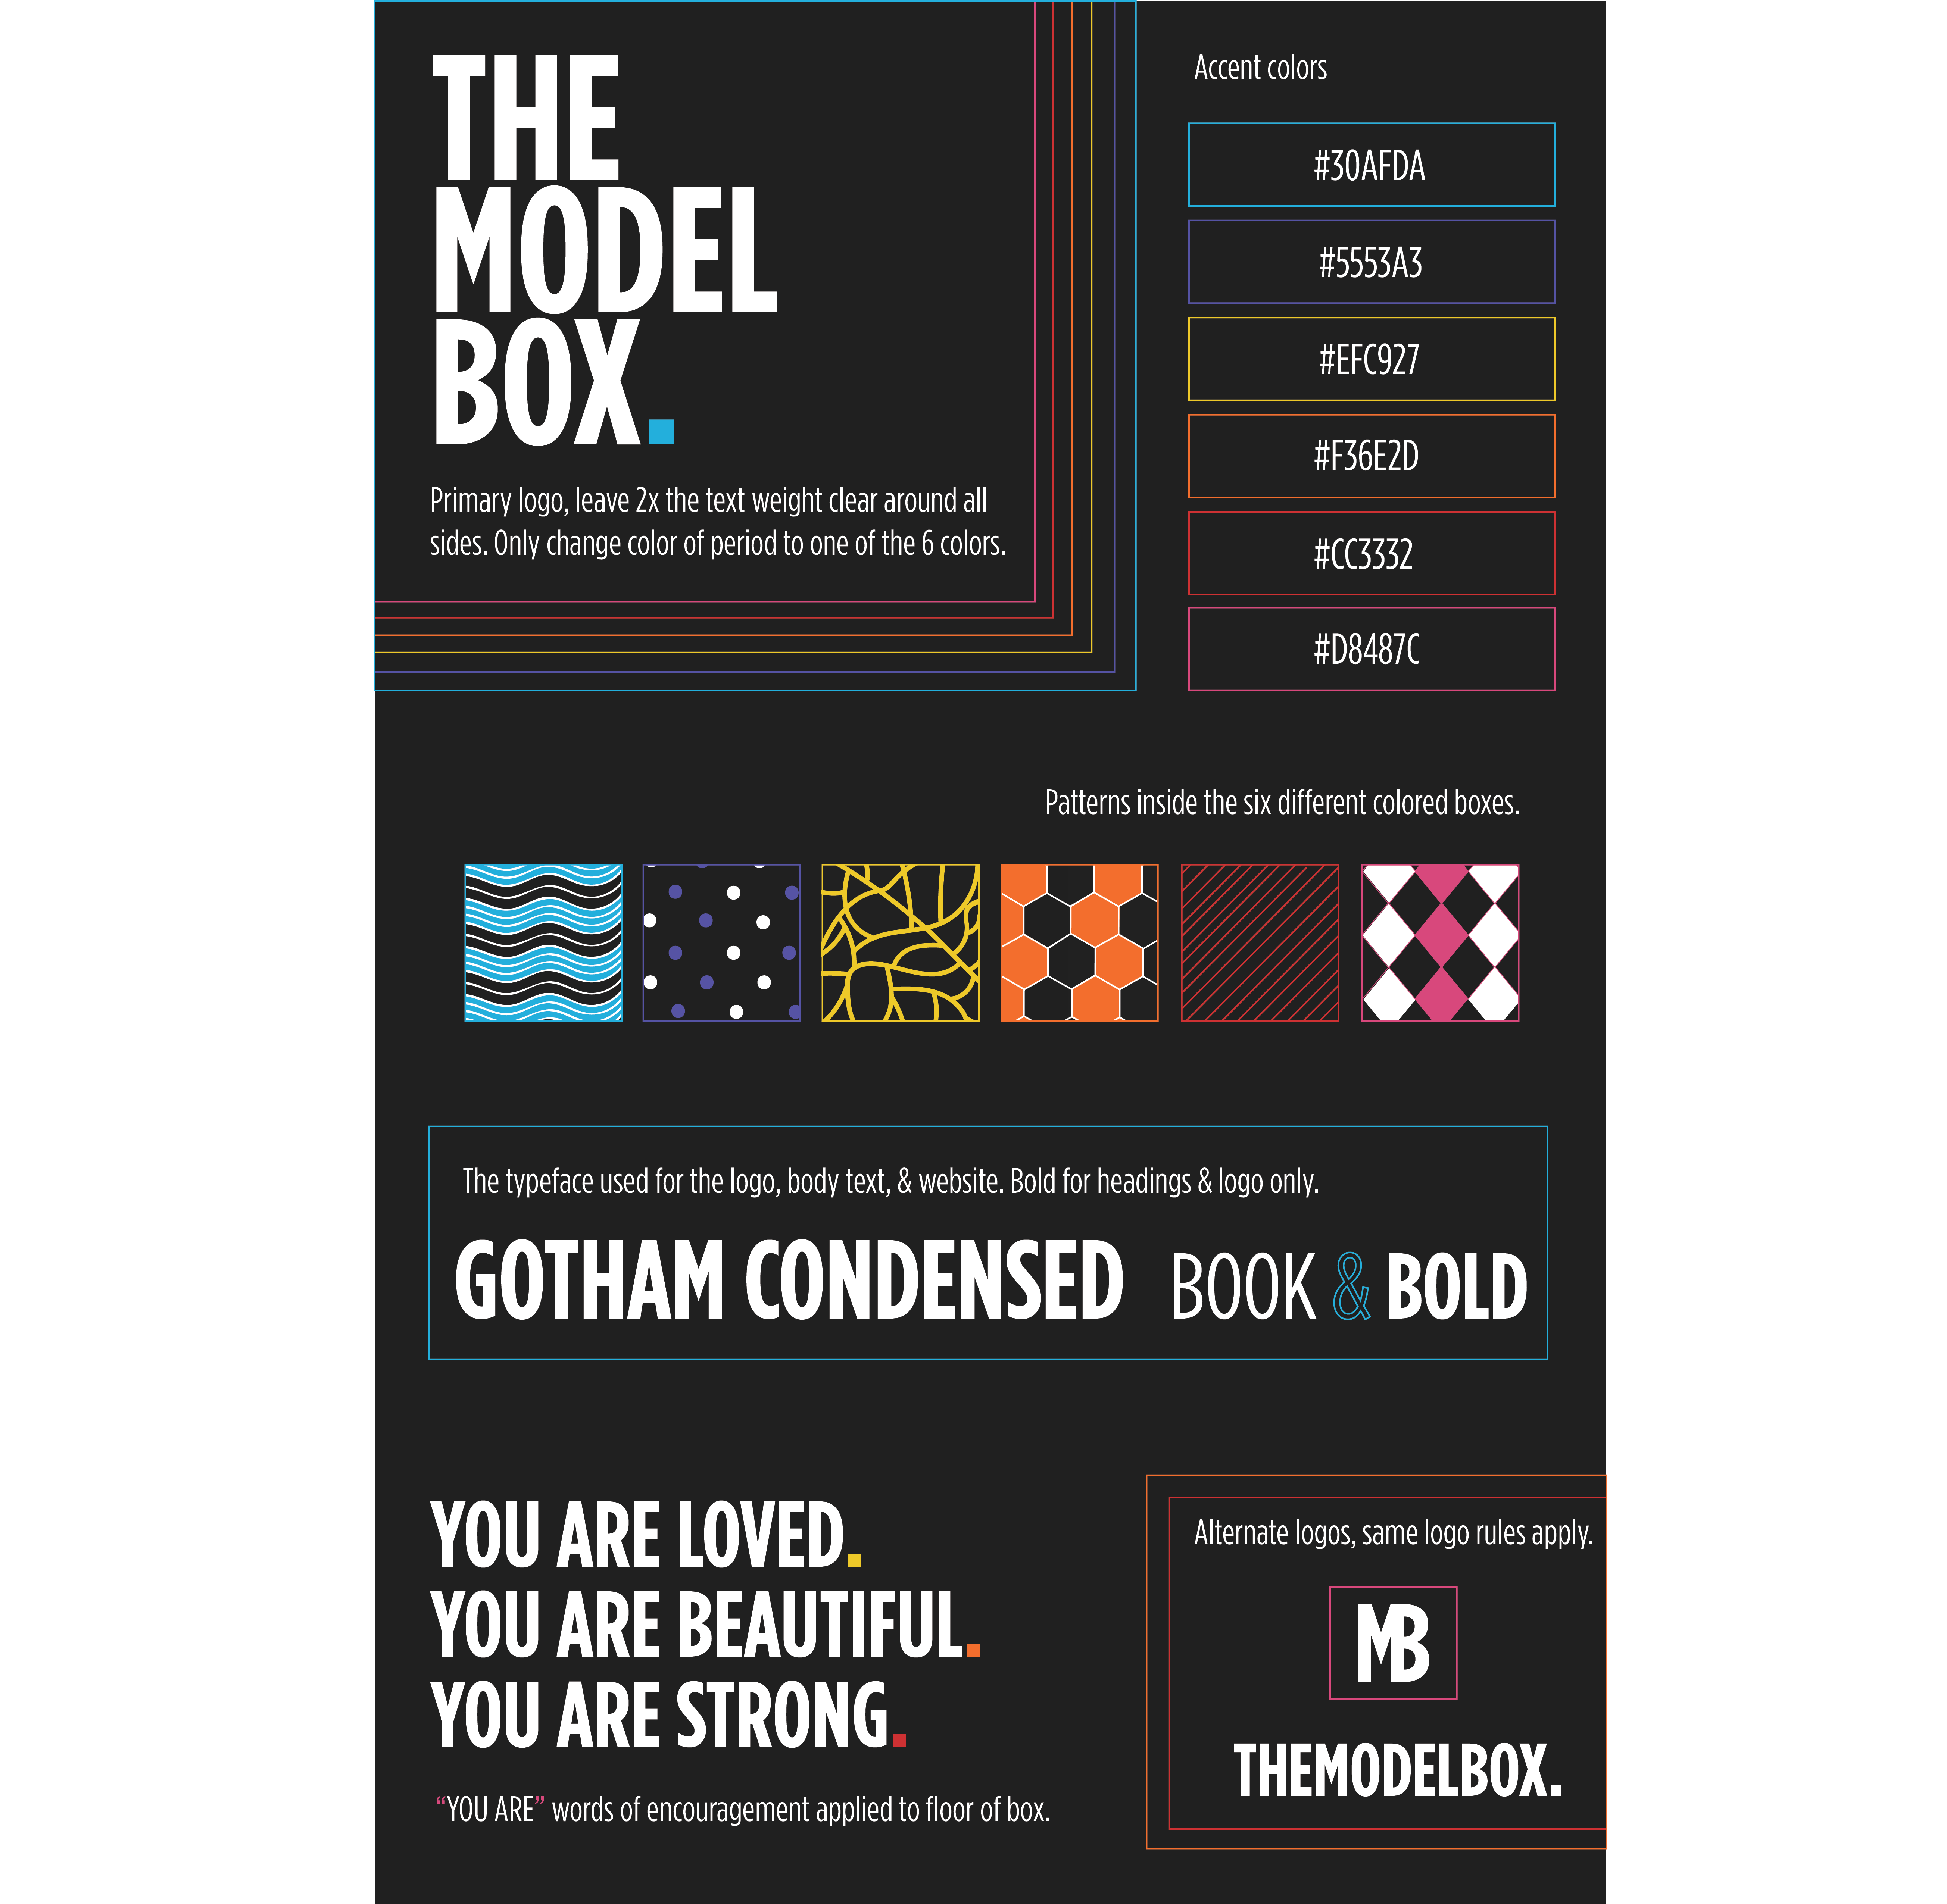 THE
MODEL
BOX.
Primary logo, leave 2x the text weight clear around all
sides. Only change color of period to one of the 6 colors.
Accent colors
#30AFDA
#5553A3
#EFC927
#F36E2D
#CC3332
#D8487C
Patterns inside the six different colored boxes.
The typeface used for the logo, body text, & website. Bold for headings & logo only.
GOTHAM CONDENSED BOOK & BOLD
YOU ARE LOVED.
YOU ARE BEAUTIFUL.
YOU ARE STRONG.
“YOU ARE” words of encouragement applied to floor of box.
Alternate logos, same logo rules apply.
MB
THEMODELBOX.